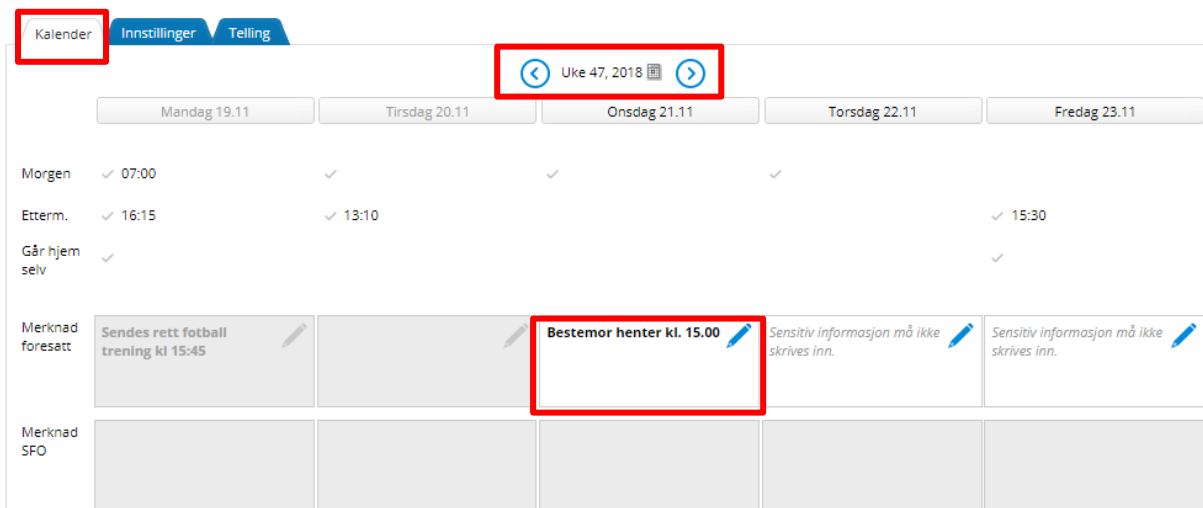 Kalender Innstillinger Telling
Uke 47, 2018
Mandag 19.11 Tirsdag 20.11 Onsdag 21.11 Torsdag 22.11 Fredag 23.11
Morgen 07:00
Etterm. 16:15 13:10 15:30
Går hjem
selv
Merknad
foresatt
Sendes rett fotball
trening kl 15:45
Bestemor henter kl. 15.00
Sensitiv informasjon må ikke
skrives inn.
Sensitiv informasjon må ikke
skrives inn.
Merknad
SFO